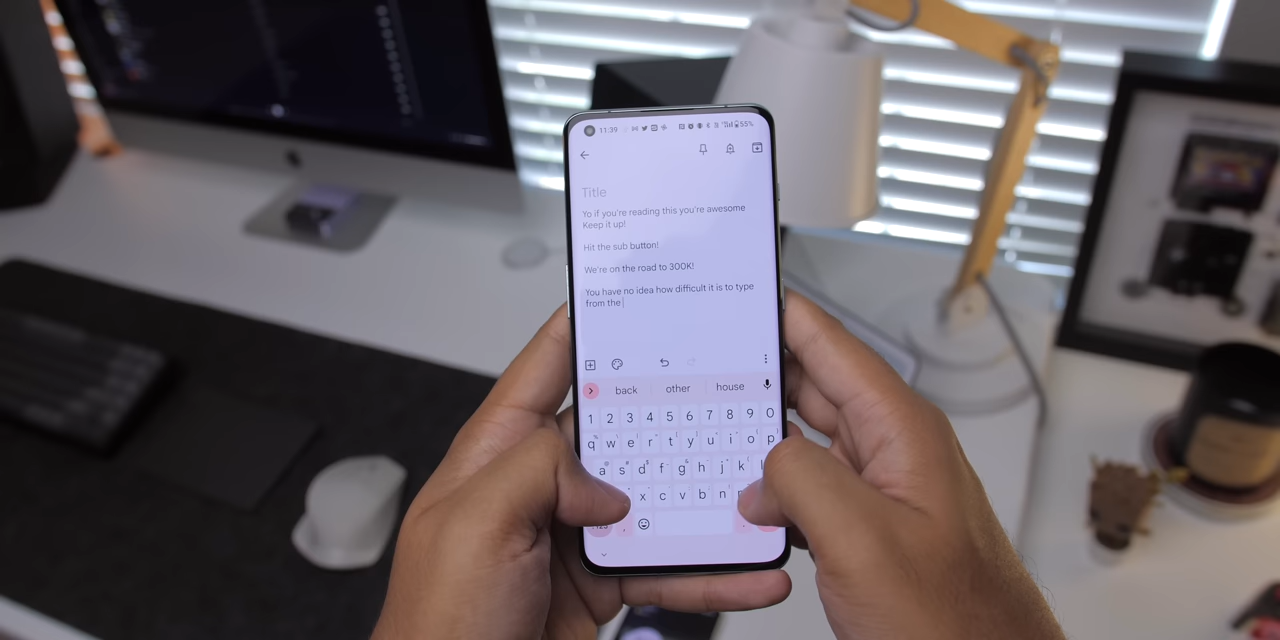 11:39
55%
Title
Yo if you're reading this you're awesome
Keep it up!
Hit the sub button!
We're on the road to 300K!
You have no idea how difficult it is to type
from the
back other house
1 2 3 4 5 6 7 8 9 0
q w e r t y u i o p
a s d f g h j k l
x c v b n